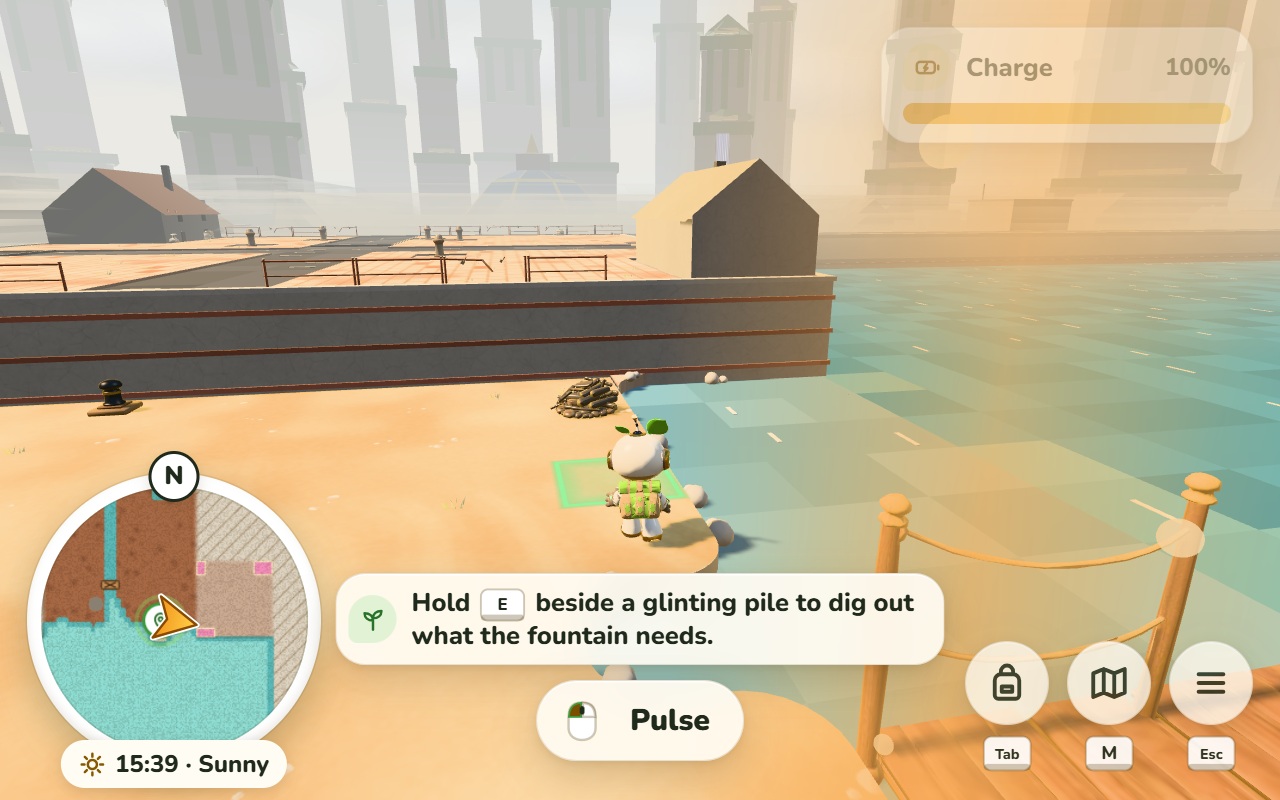 Charge 100%
N
Hold E beside a glinting pile to dig out
what the fountain needs.
Pulse
15:39 · Sunny
Tab
M
Esc